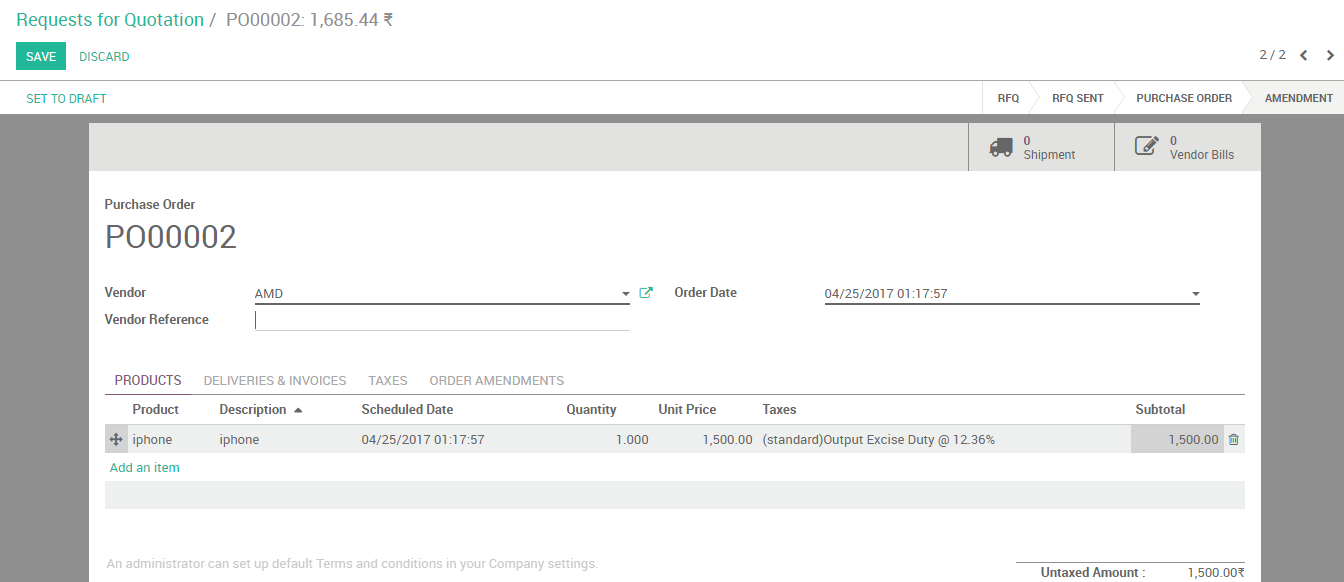 Requests for Quotation / PO00002: 1,685.44 ₹
SAVE DISCARD 2 / 2
SET TO DRAFT RFQ RFQ SENT PURCHASE ORDER AMENDMENT
0 Shipment 0 Vendor Bills
Purchase Order
PO00002
Vendor AMD Order Date 04/25/2017 01:17:57
Vendor Reference
PRODUCTS DELIVERIES & INVOICES TAXES ORDER AMENDMENTS
Product Description Scheduled Date Quantity Unit Price Taxes Subtotal
iphone iphone 04/25/2017 01:17:57 1.000 1,500.00 (standard)Output Excise Duty @ 12.36% 1,500.00
Add an item
An administrator can set up default Terms and conditions in your Company settings.
Untaxed Amount : 1,500.00₹